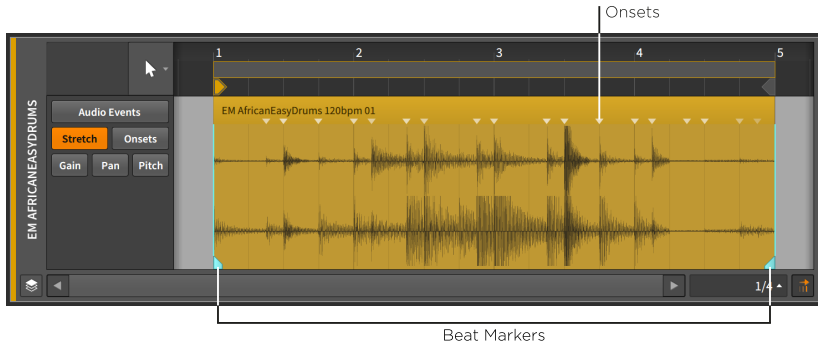 Onsets
1 2 3 4 5
EM AFRICANEASYDRUMS
EM AfricanEasyDrums 120bpm 01
Audio Events
Stretch Onsets
Gain Pan Pitch
1/4
Beat Markers